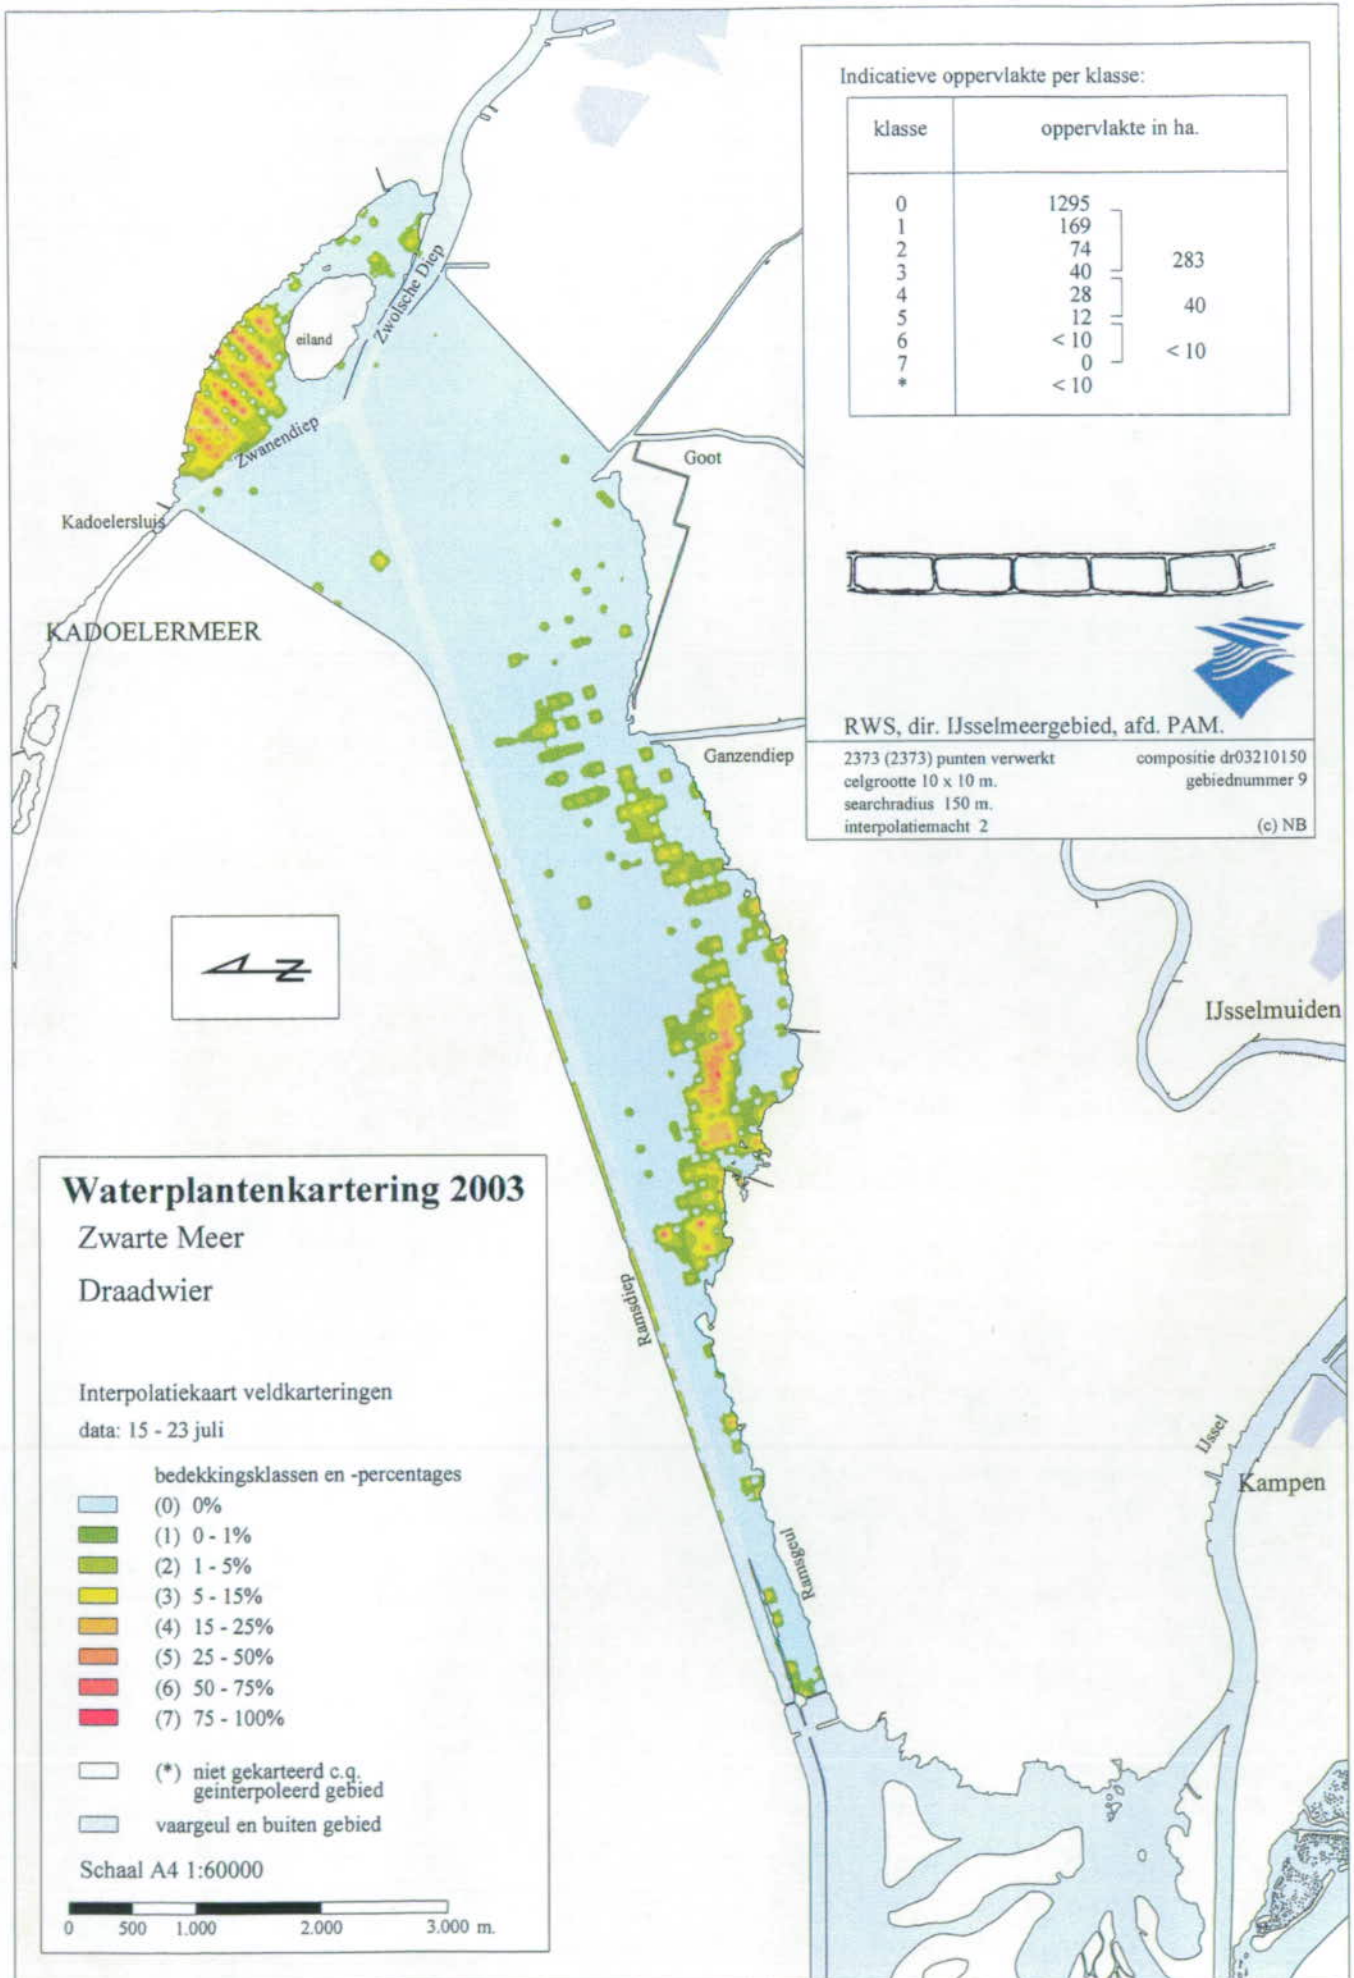 Indicatieve oppervlakte per klasse:
klasse oppervlakte in ha.
0 1295
1 169
2 74
3 40
283
4 28
5 12
40
6 < 10
7 0
< 10
* < 10
RWS, dir. IJsselmeergebied, afd. PAM.
2373 (2373) punten verwerkt compositie dr03210150
celgrootte 10 x 10 m. gebiednummer 9
searchradius 150 m.
interpolatiemacht 2 (c) NB
Zwolsche Diep
eiland
Zwanendiep
Goot
Kadoelersluis
KADOELERMEER
Ganzendiep
N
IJsselmuiden
Ramsdiep
IJssel
Kampen
Ramsgeul
Waterplantenkartering 2003
Zwarte Meer
Draadwier
Interpolatiekaart veldkarteringen
data: 15 - 23 juli
bedekkingsklassen en -percentages
(0) 0%
(1) 0 - 1%
(2) 1 - 5%
(3) 5 - 15%
(4) 15 - 25%
(5) 25 - 50%
(6) 50 - 75%
(7) 75 - 100%
(*) niet gekarteerd c.q.
geinterpoleerd gebied
vaargeul en buiten gebied
Schaal A4 1:60000
0 500 1.000 2.000 3.000 m.